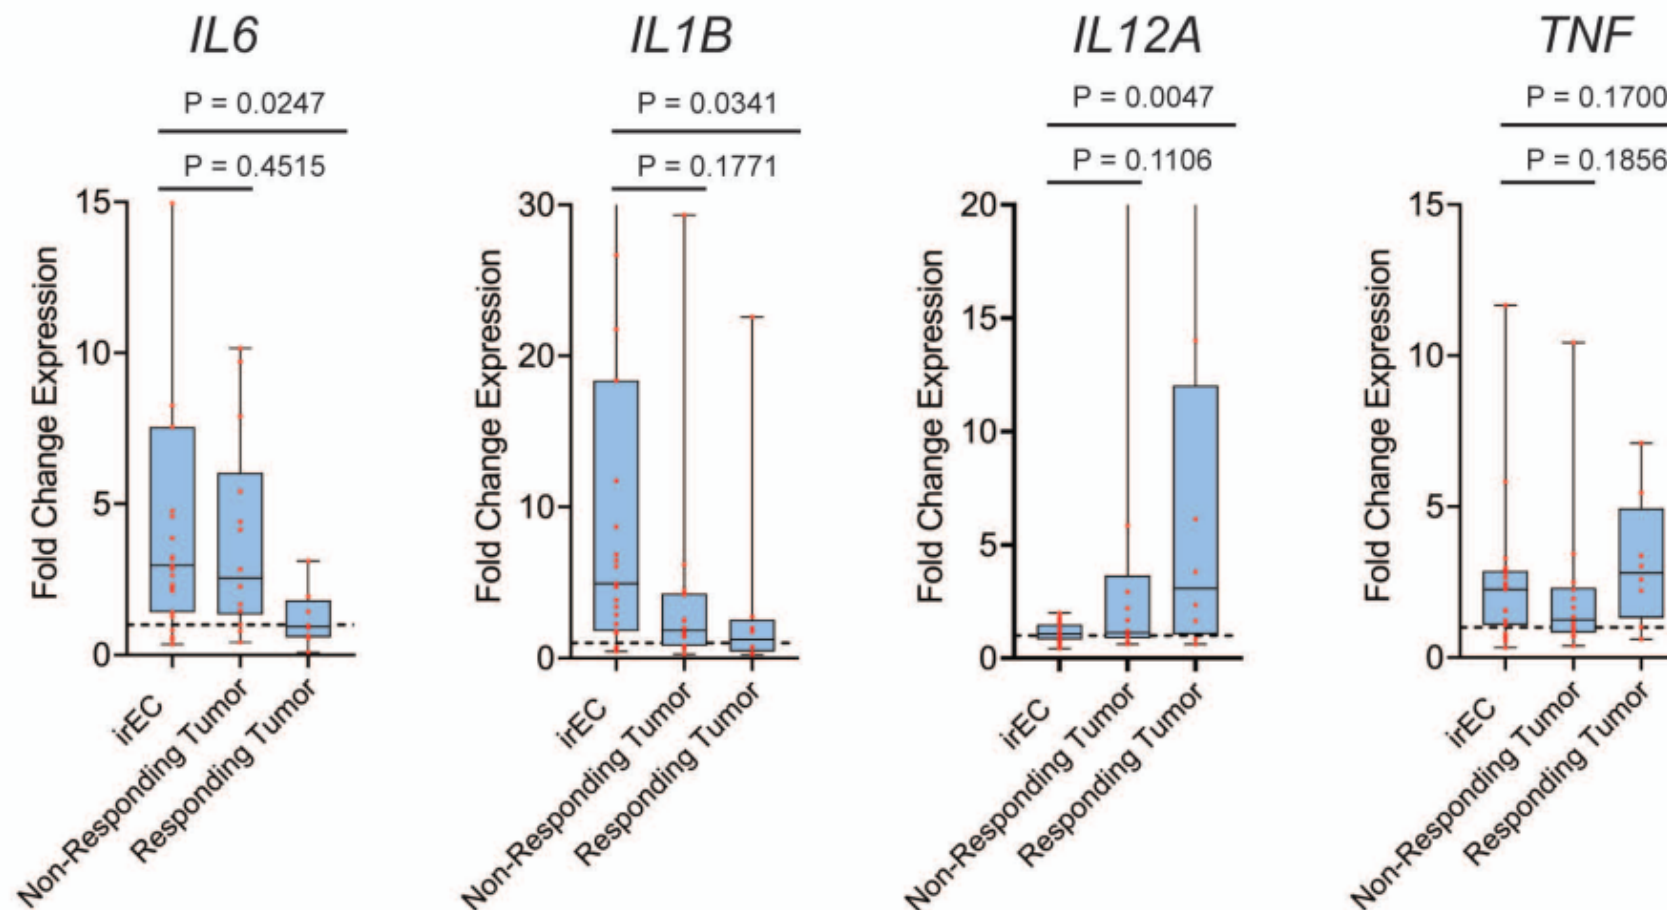 IL6
P = 0.0247
P = 0.4515
Fold Change Expression
15
10
5
0
irEC
Non-Responding Tumor
Responding Tumor
IL1B
P = 0.0341
P = 0.1771
Fold Change Expression
30
20
10
0
irEC
Non-Responding Tumor
Responding Tumor
IL12A
P = 0.0047
P = 0.1106
Fold Change Expression
20
15
10
5
0
irEC
Non-Responding Tumor
Responding Tumor
TNF
P = 0.1700
P = 0.1856
Fold Change Expression
15
10
5
0
irEC
Non-Responding Tumor
Responding Tumor